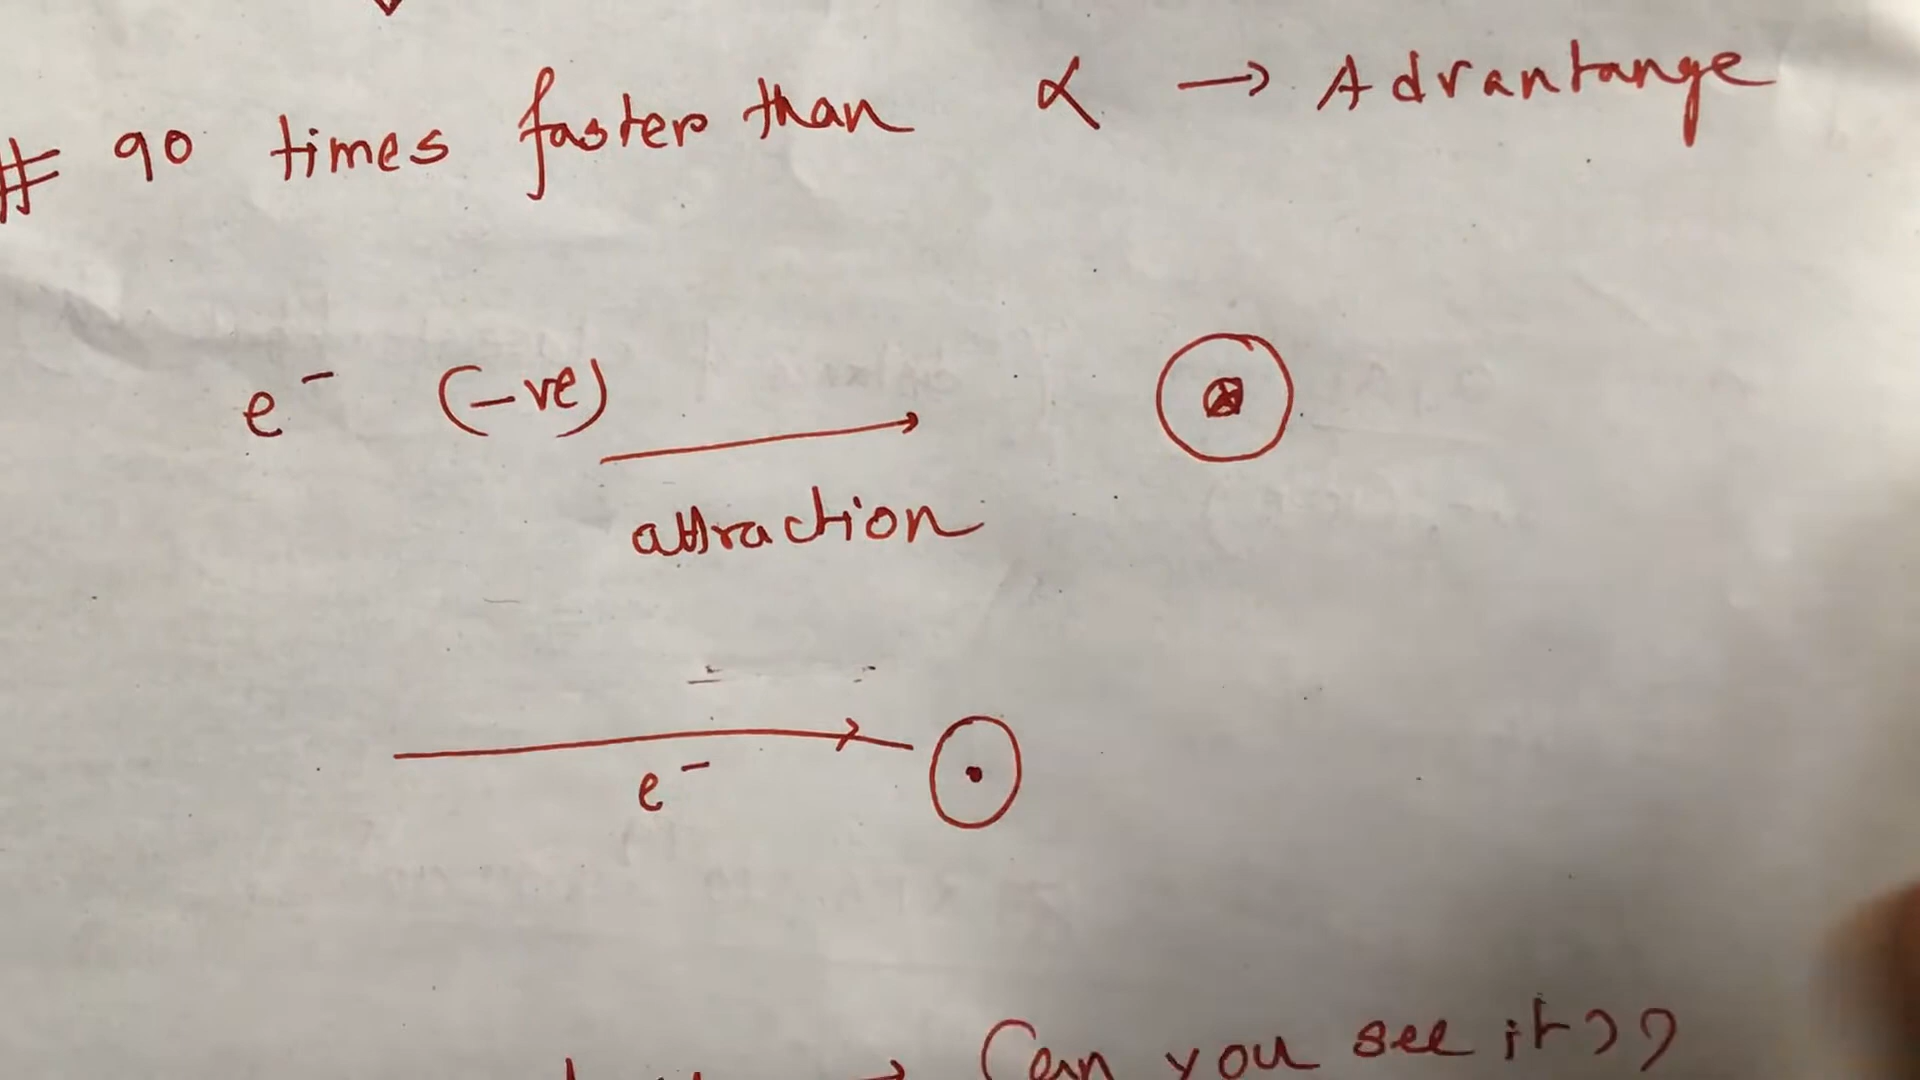 # 90 times faster than α → Advantange
e⁻ (-ve)
attraction
e⁻
→ Can you see it??